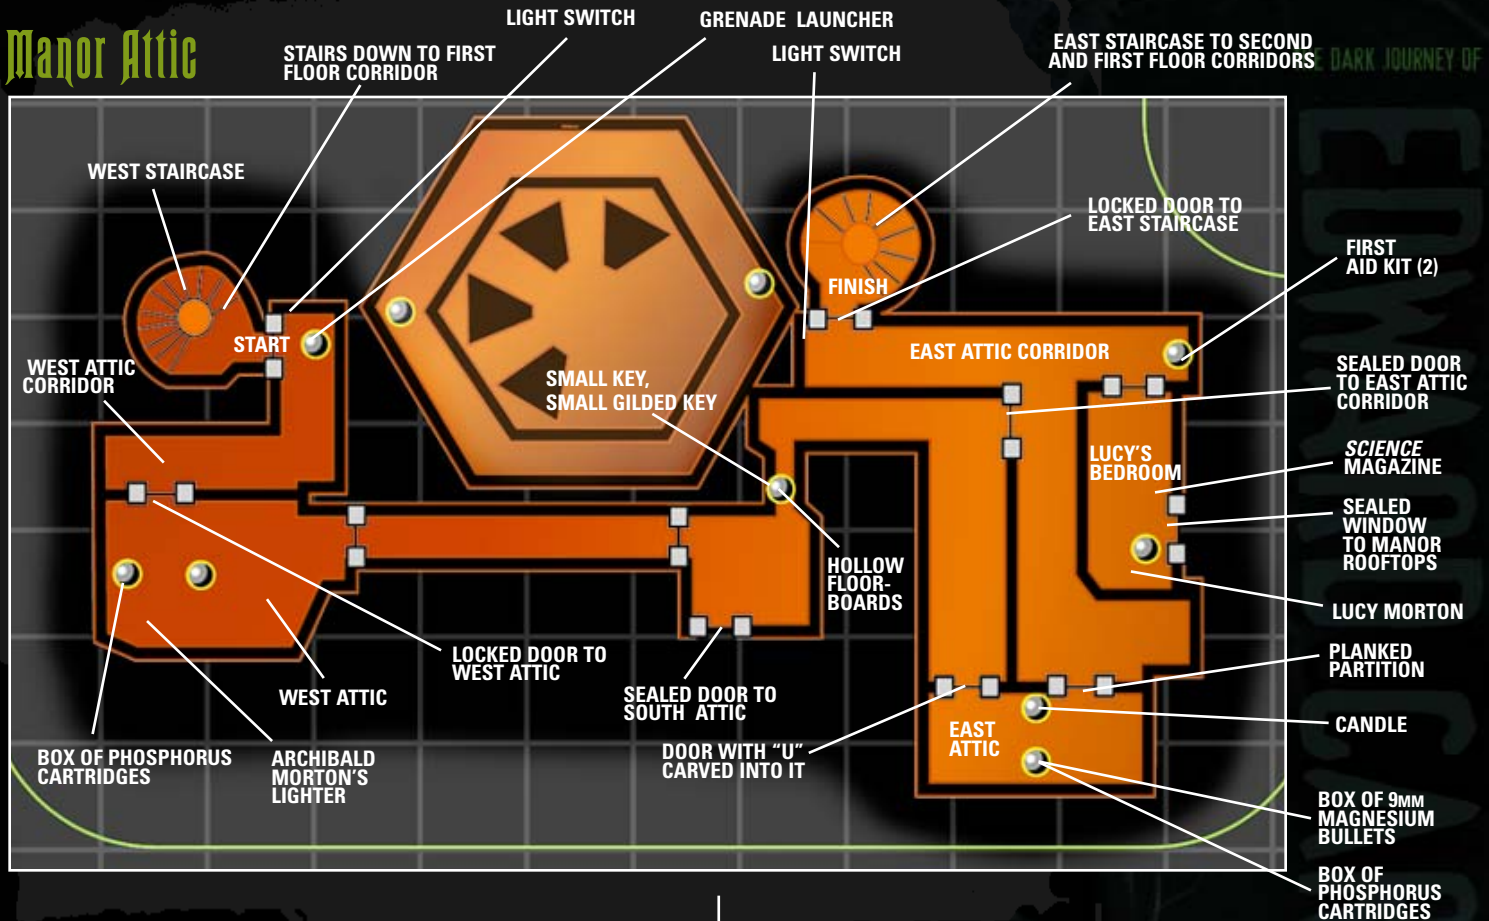 Manor Attic
LIGHT SWITCH
GRENADE LAUNCHER
STAIRS DOWN TO FIRST
FLOOR CORRIDOR
LIGHT SWITCH
EAST STAIRCASE TO SECOND
AND FIRST FLOOR CORRIDORS
DARK JOURNEY OF
EDWARD CA
WEST STAIRCASE
LOCKED DOOR TO
EAST STAIRCASE
FIRST
AID KIT (2)
FINISH
START
EAST ATTIC CORRIDOR
WEST ATTIC
CORRIDOR
SMALL KEY,
SMALL GILDED KEY
SEALED DOOR
TO EAST ATTIC
CORRIDOR
LUCY'S
BEDROOM
SCIENCE
MAGAZINE
SEALED
WINDOW
TO MANOR
ROOFTOPS
HOLLOW
FLOOR-
BOARDS
LUCY MORTON
LOCKED DOOR TO
WEST ATTIC
PLANKED
PARTITION
WEST ATTIC
SEALED DOOR TO
SOUTH ATTIC
CANDLE
EAST
ATTIC
DOOR WITH “U”
CARVED INTO IT
BOX OF PHOSPHORUS
CARTRIDGES
ARCHIBALD
MORTON'S
LIGHTER
BOX OF 9MM
MAGNESIUM
BULLETS
BOX OF
PHOSPHORUS
CARTRIDGES